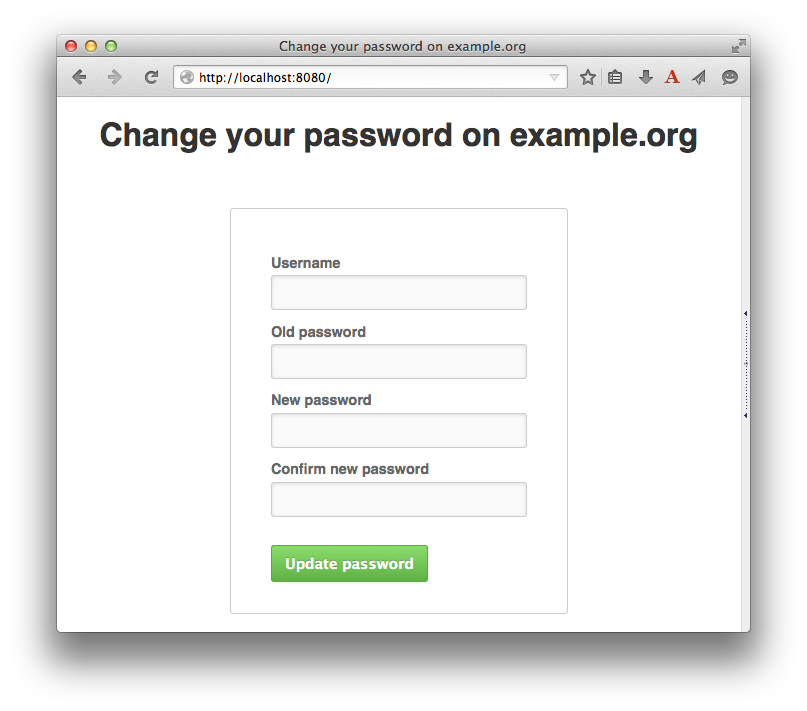 Change your password on example.org
http://localhost:8080/
A
Change your password on example.org
Username
Old password
New password
Confirm new password
Update password